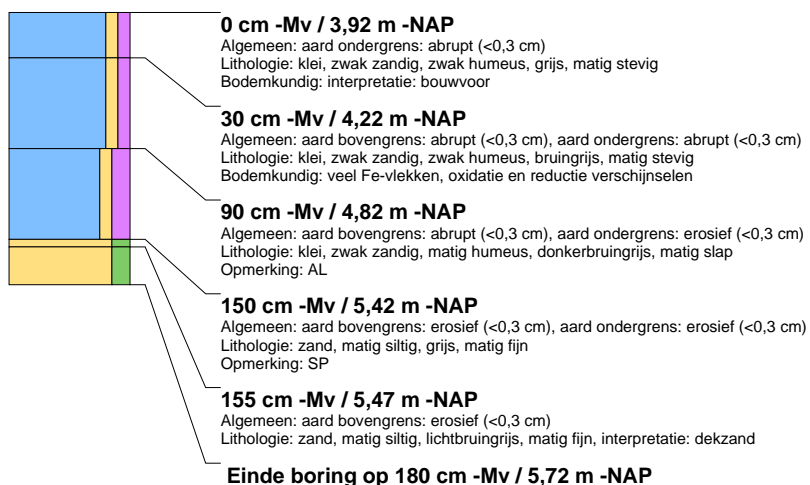 0 cm -Mv / 3,92 m -NAP
Algemeen: aard ondergrens: abrupt (<0,3 cm)
Lithologie: klei, zwak zandig, zwak humeus, grijs, matig stevig
Bodemkundig: interpretatie: bouwvoor
30 cm -Mv / 4,22 m -NAP
Algemeen: aard bovengrens: abrupt (<0,3 cm), aard ondergrens: abrupt (<0,3 cm)
Lithologie: klei, zwak zandig, zwak humeus, bruingrijs, matig stevig
Bodemkundig: veel Fe-vlekken, oxidatie en reductie verschijnselen
90 cm -Mv / 4,82 m -NAP
Algemeen: aard bovengrens: abrupt (<0,3 cm), aard ondergrens: erosief (<0,3 cm)
Lithologie: klei, zwak zandig, matig humeus, donkerbruingrijs, matig slap
Opmerking: AL
150 cm -Mv / 5,42 m -NAP
Algemeen: aard bovengrens: erosief (<0,3 cm), aard ondergrens: erosief (<0,3 cm)
Lithologie: zand, matig siltig, grijs, matig fijn
Opmerking: SP
155 cm -Mv / 5,47 m -NAP
Algemeen: aard bovengrens: erosief (<0,3 cm)
Lithologie: zand, matig siltig, lichtbruingrijs, matig fijn, interpretatie: dekzand
Einde boring op 180 cm -Mv / 5,72 m -NAP